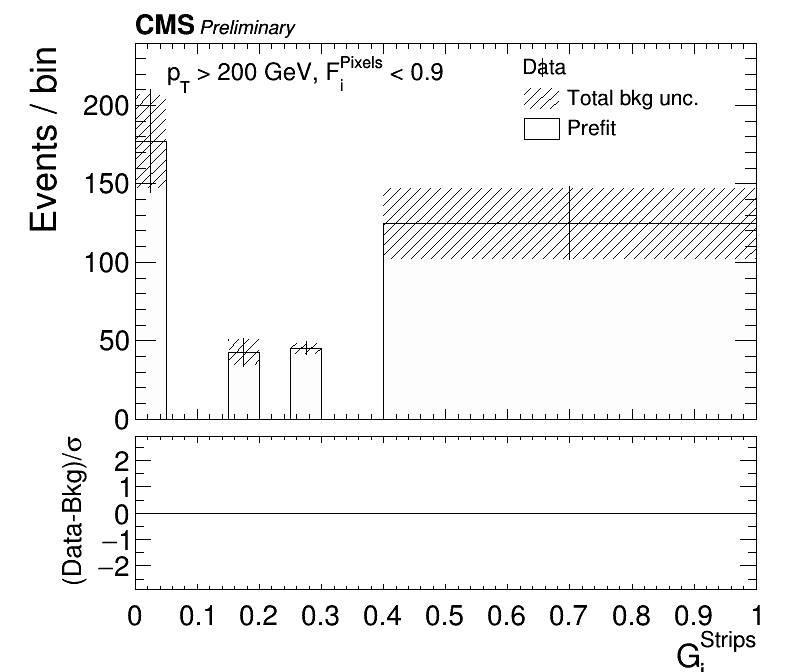 CMS Preliminary
p_T > 200 GeV, F_i^Pixels < 0.9
Data
Total bkg unc.
Prefit
Events / bin
200
150
100
50
0
(Data-Bkg)/σ
2
1
0
−1
−2
0 0.1 0.2 0.3 0.4 0.5 0.6 0.7 0.8 0.9 1
G_i^Strips